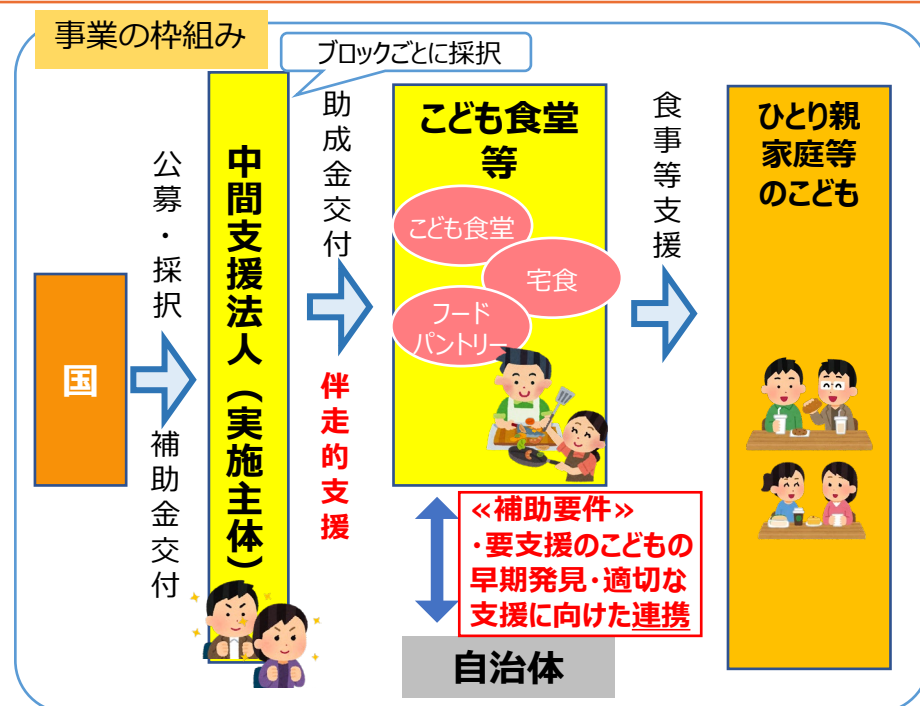 事業の枠組み
ブロックごとに採択
国
公募・採択
補助金交付
中間支援法人（実施主体）
助成金交付
伴走的支援
こども食堂
等
こども食堂
宅食
フード
パントリー
食事等支援
ひとり親
家庭等
のこども
≪補助要件≫
・要支援のこどもの
早期発見・適切な
支援に向けた連携
自治体